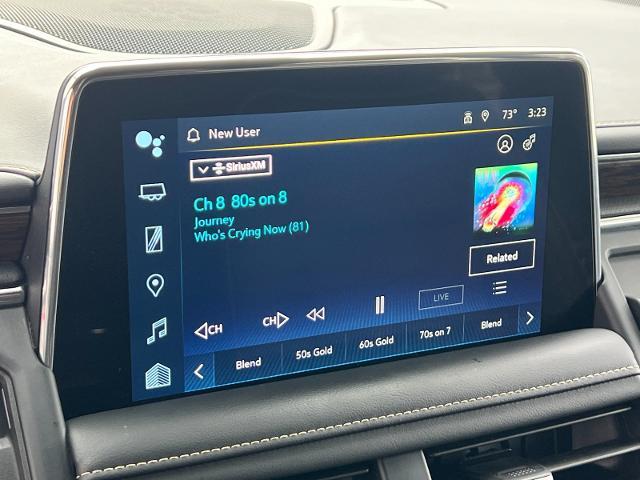 New User
73° 3:23
SiriusXM
Ch 8 80s on 8
Journey
Who's Crying Now (81)
Related
CH
CH
LIVE
Blend
50s Gold
60s Gold
70s on 7
Blend